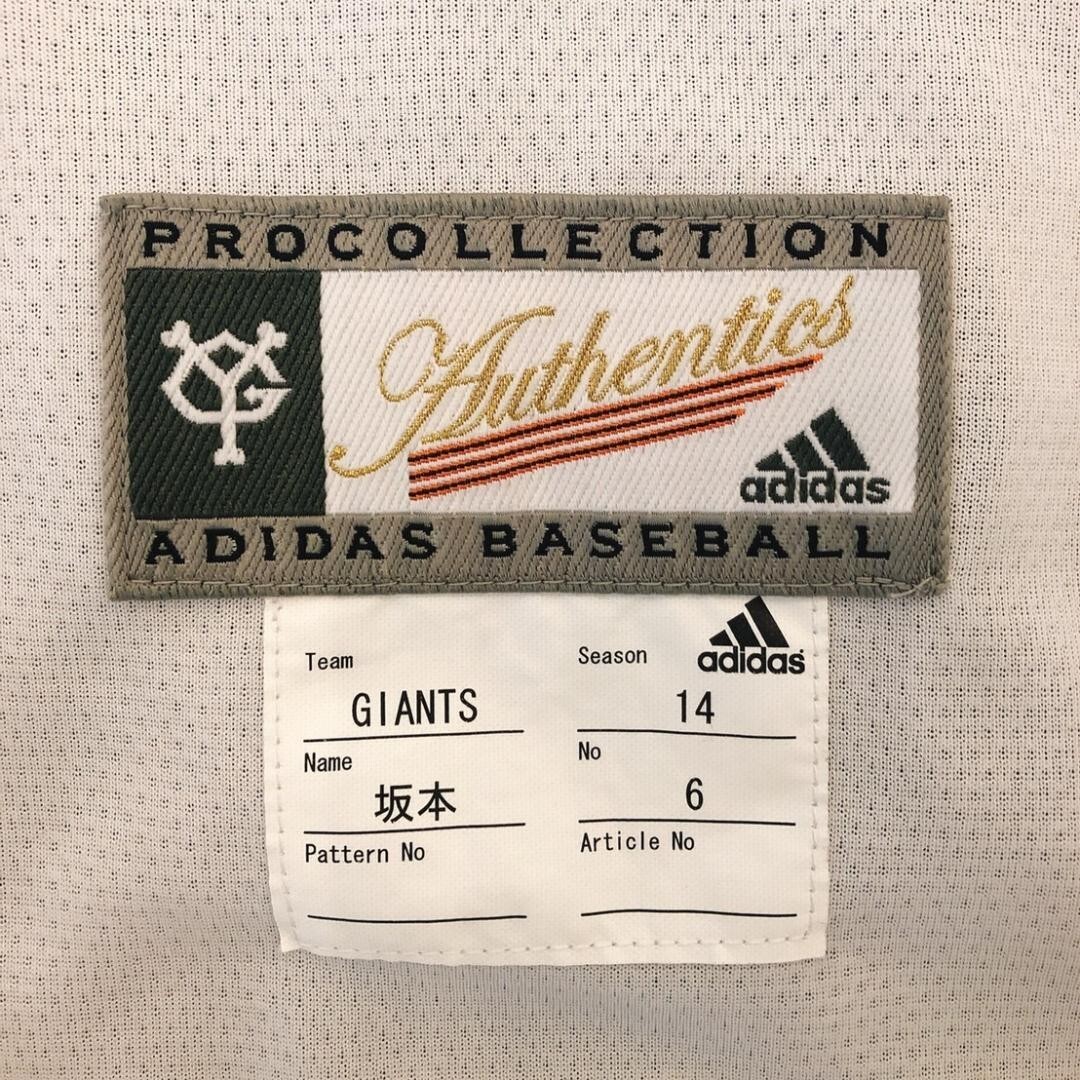 PROCOLLECTION
YG
Authentics
adidas
ADIDAS BASEBALL
adidas
Team Season
GIANTS 14
Name No
坂本 6
Pattern No Article No